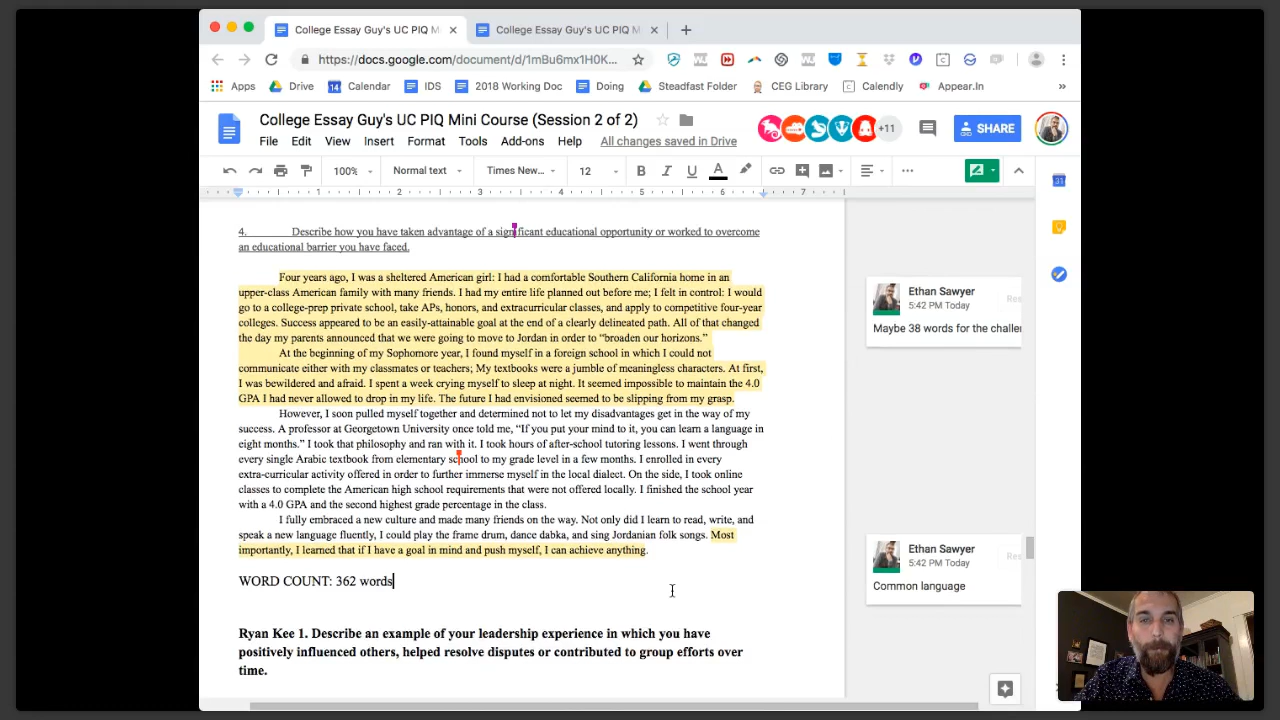 College Essay Guy's UC PIQ M
College Essay Guy's UC PIQ M
https://docs.google.com/document/d/1mBu6mx1H0K...
Apps Drive Calendar IDS 2018 Working Doc Doing Steadfast Folder CEG Library Calendly Appear.In »
College Essay Guy's UC PIQ Mini Course (Session 2 of 2)
+11
SHARE
File Edit View Insert Format Tools Add-ons Help All changes saved in Drive
100% Normal text Times New... 12 B I U A
1 2 3 4 5 6 7
31
4. Describe how you have taken advantage of a significant educational opportunity or worked to overcome
an educational barrier you have faced.
Four years ago, I was a sheltered American girl: I had a comfortable Southern California home in an
upper-class American family with many friends. I had my entire life planned out before me; I felt in control: I would
go to a college-prep private school, take APs, honors, and extracurricular classes, and apply to competitive four-year
colleges. Success appeared to be an easily-attainable goal at the end of a clearly delineated path. All of that changed
the day my parents announced that we were going to move to Jordan in order to “broaden our horizons.”
At the beginning of my Sophomore year, I found myself in a foreign school in which I could not
communicate either with my classmates or teachers; My textbooks were a jumble of meaningless characters. At first,
I was bewildered and afraid. I spent a week crying myself to sleep at night. It seemed impossible to maintain the 4.0
GPA I had never allowed to drop in my life. The future I had envisioned seemed to be slipping from my grasp.
However, I soon pulled myself together and determined not to let my disadvantages get in the way of my
success. A professor at Georgetown University once told me, “If you put your mind to it, you can learn a language in
eight months.” I took that philosophy and ran with it. I took hours of after-school tutoring lessons. I went through
every single Arabic textbook from elementary school to my grade level in a few months. I enrolled in every
extra-curricular activity offered in order to further immerse myself in the local dialect. On the side, I took online
classes to complete the American high school requirements that were not offered locally. I finished the school year
with a 4.0 GPA and the second highest grade percentage in the class.
I fully embraced a new culture and made many friends on the way. Not only did I learn to read, write, and
speak a new language fluently, I could play the frame drum, dance dabka, and sing Jordanian folk songs. Most
importantly, I learned that if I have a goal in mind and push myself, I can achieve anything.
WORD COUNT: 362 words
Ryan Kee 1. Describe an example of your leadership experience in which you have
positively influenced others, helped resolve disputes or contributed to group efforts over
time.
Ethan Sawyer
Res
5:42 PM Today
Maybe 38 words for the challen
Ethan Sawyer
5:42 PM Today
Common language